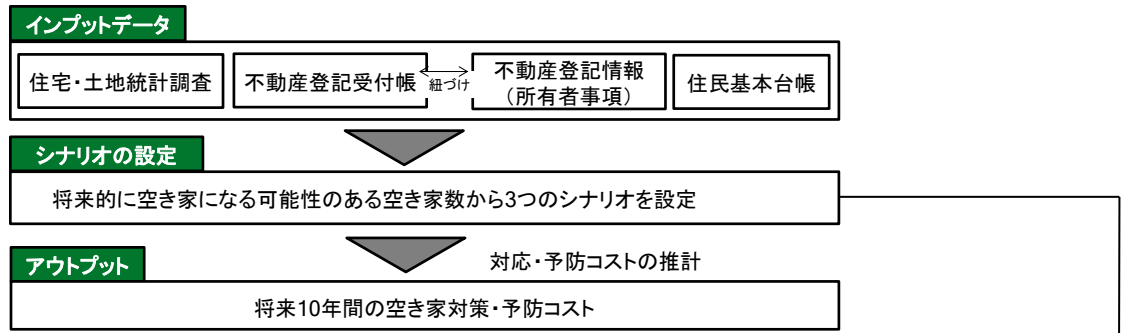 インプットデータ
住宅・土地統計調査
不動産登記受付帳
紐づけ
不動産登記情報
（所有者事項）
住民基本台帳
シナリオの設定
将来的に空き家になる可能性のある空き家数から3つのシナリオを設定
対応・予防コストの推計
アウトプット
将来10年間の空き家対策・予防コスト